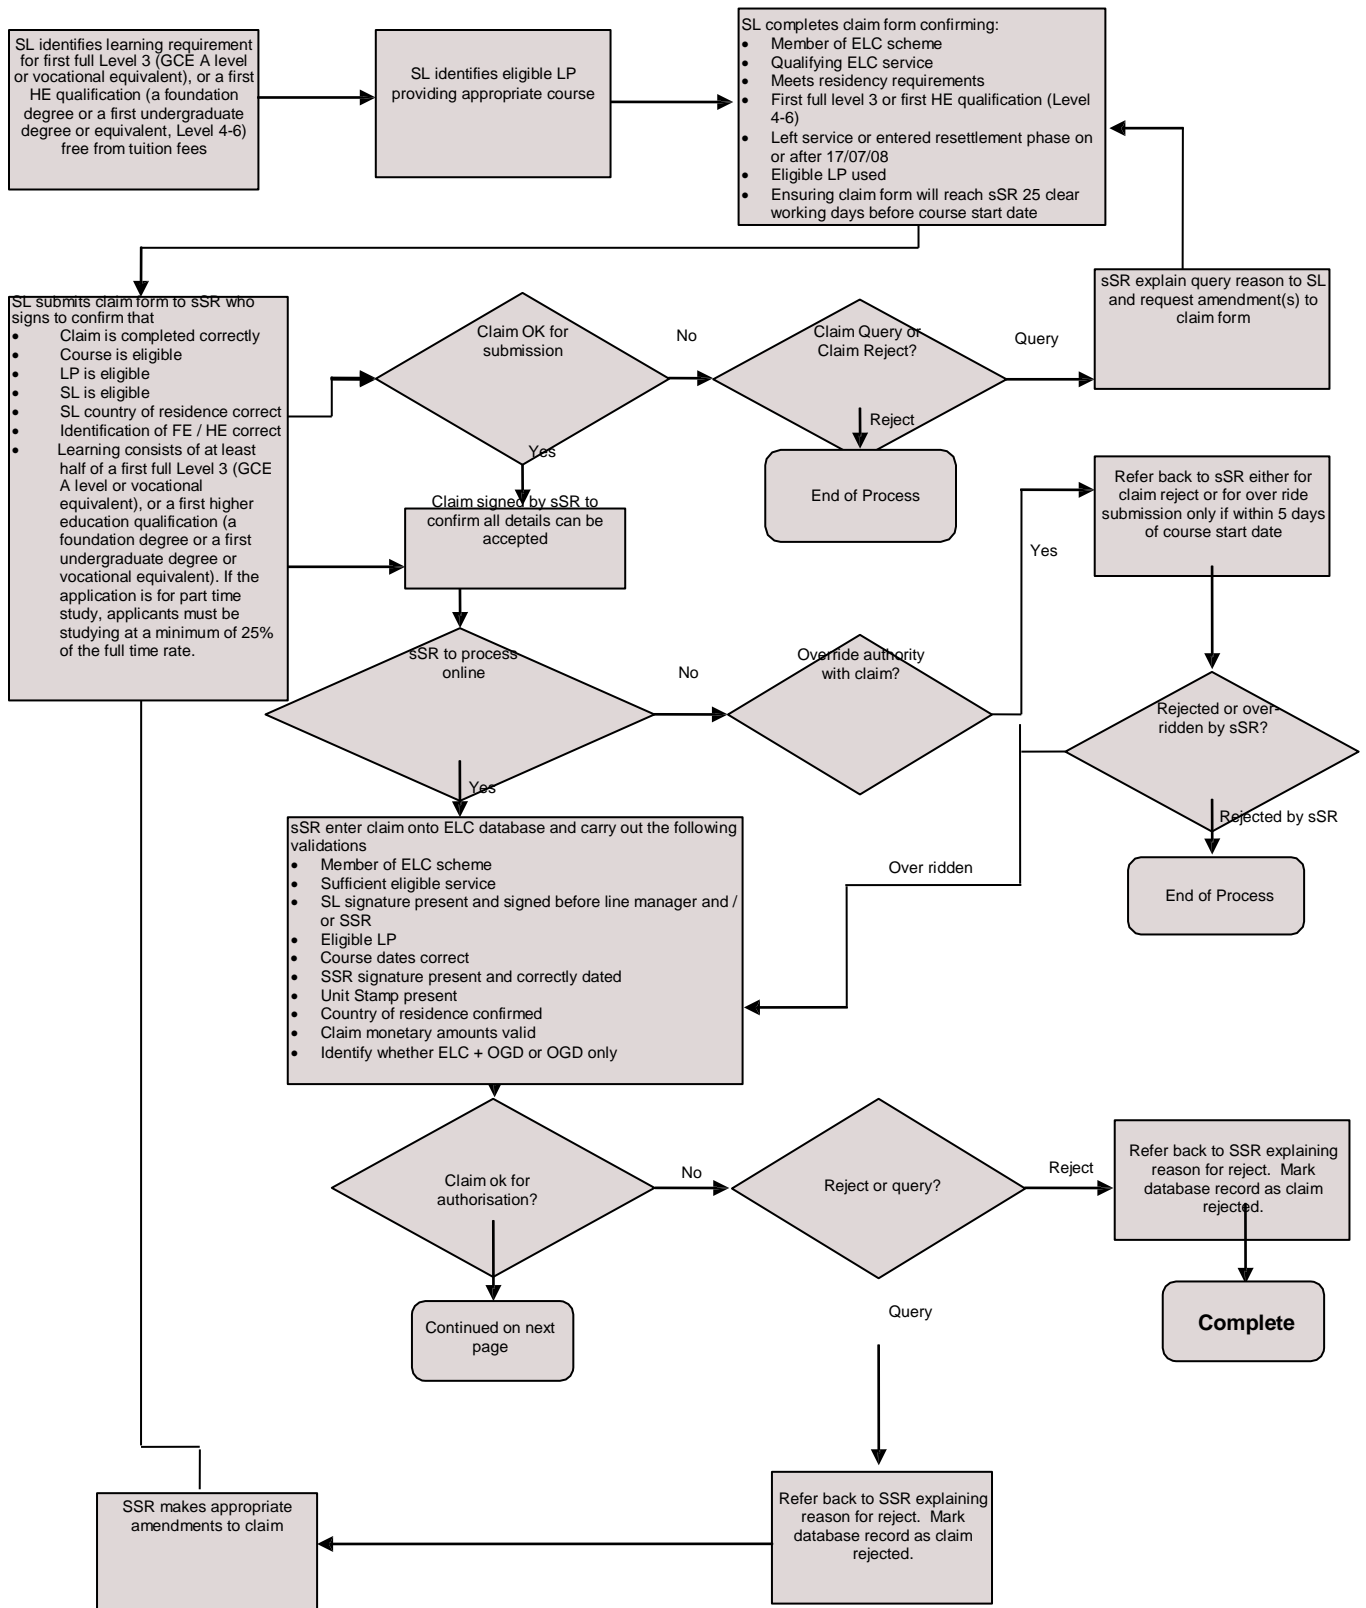 SL identifies learning requirement
for first full Level 3 (GCE A level
or vocational equivalent), or a first
HE qualification (a foundation
degree or a first undergraduate
degree or equivalent, Level 4-6)
free from tuition fees
SL identifies eligible LP
providing appropriate course
SL completes claim form confirming:
• Member of ELC scheme
• Qualifying ELC service
• Meets residency requirements
• First full level 3 or first HE qualification (Level
4-6)
• Left service or entered resettlement phase on
or after 17/07/08
• Eligible LP used
• Ensuring claim form will reach sSR 25 clear
working days before course start date
SL submits claim form to sSR who
signs to confirm that
• Claim is completed correctly
• Course is eligible
• LP is eligible
• SL is eligible
• SL country of residence correct
• Identification of FE / HE correct
• Learning consists of at least
half of a first full Level 3 (GCE
A level or vocational
equivalent), or a first higher
education qualification (a
foundation degree or a first
undergraduate degree or
vocational equivalent). If the
application is for part time
study, applicants must be
studying at a minimum of 25%
of the full time rate.
Claim OK for
submission
No
Claim Query or
Claim Reject?
Query
sSR explain query reason to SL
and request amendment(s) to
claim form
Reject
End of Process
Yes
Claim signed by sSR to
confirm all details can be
accepted
Refer back to sSR either for
claim reject or for over ride
submission only if within 5 days
of course start date
Yes
sSR to process
online
No
Override authority
with claim?
Rejected or over-
ridden by sSR?
Yes
Rejected by sSR
Over ridden
End of Process
sSR enter claim onto ELC database and carry out the following
validations
• Member of ELC scheme
• Sufficient eligible service
• SL signature present and signed before line manager and /
or SSR
• Eligible LP
• Course dates correct
• SSR signature present and correctly dated
• Unit Stamp present
• Country of residence confirmed
• Claim monetary amounts valid
• Identify whether ELC + OGD or OGD only
Claim ok for
authorisation?
No
Reject or query?
Reject
Refer back to SSR explaining
reason for reject. Mark
database record as claim
rejected.
Complete
Continued on next
page
Query
Refer back to SSR explaining
reason for reject. Mark
database record as claim
rejected.
SSR makes appropriate
amendments to claim